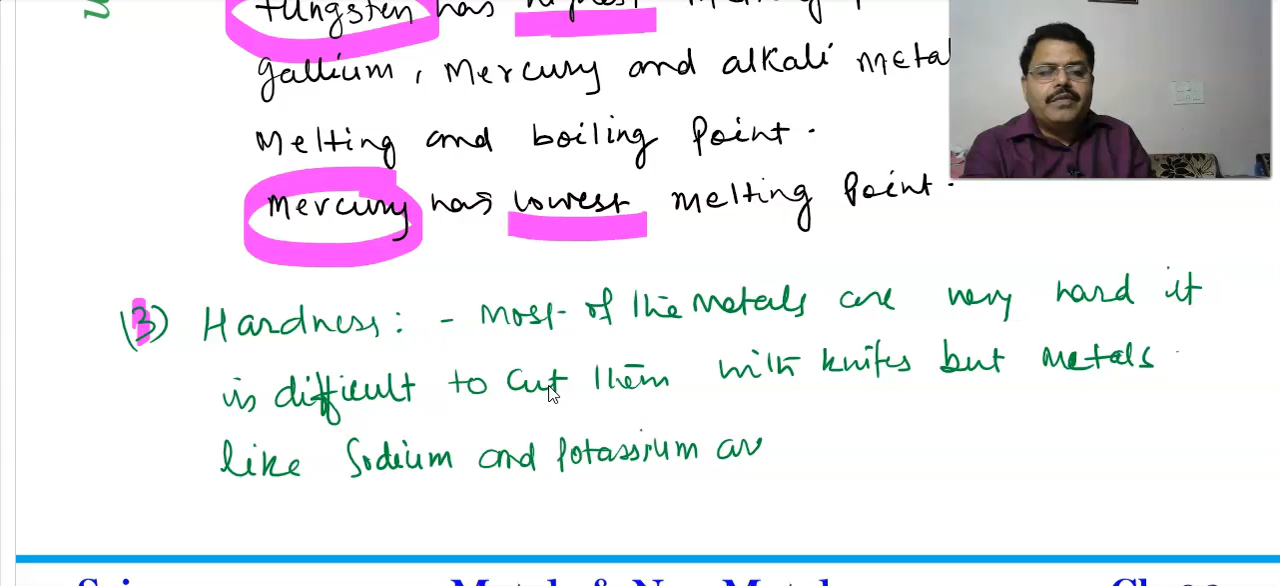 tungsten has highest melting
gallium, Mercury and alkali metal
Melting and boiling Point.
Mercury has lowest melting Point.
(3) Hardness: - Most of the Metals are very hard it
is difficult to cut them with knifes but metals
like Sodium and Potassium are